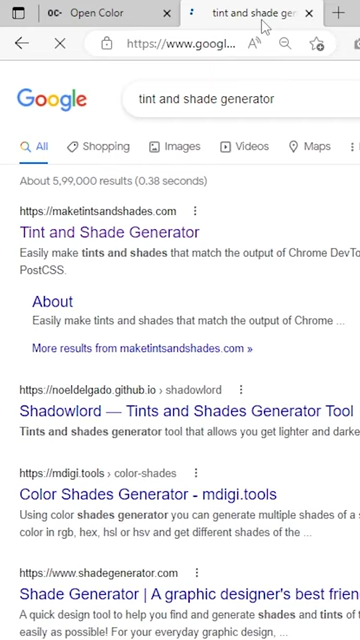 OC- Open Color
tint and shade ger
https://www.googl...
Google
tint and shade generator
All Shopping Images Videos Maps
About 5,99,000 results (0.38 seconds)
https://maketintsandshades.com
Tint and Shade Generator
Easily make tints and shades that match the output of Chrome DevTo
PostCSS.
About
Easily make tints and shades that match the output of Chrome ...
More results from maketintsandshades.com »
https://noeldelgado.github.io › shadowlord
Shadowlord — Tints and Shades Generator Tool
Tints and shades generator tool that allows you get lighter and darke
https://mdigi.tools › color-shades
Color Shades Generator - mdigi.tools
Using color shades generator you can generate multiple shades of a s
color in rgb, hex, hsl or hsv and get different shades of the ...
https://www.shadegenerator.com
Shade Generator | A graphic designer's best frien
A quick design tool to help you find and generate shades and tints of t
easily as possible! For your everyday graphic design, ...